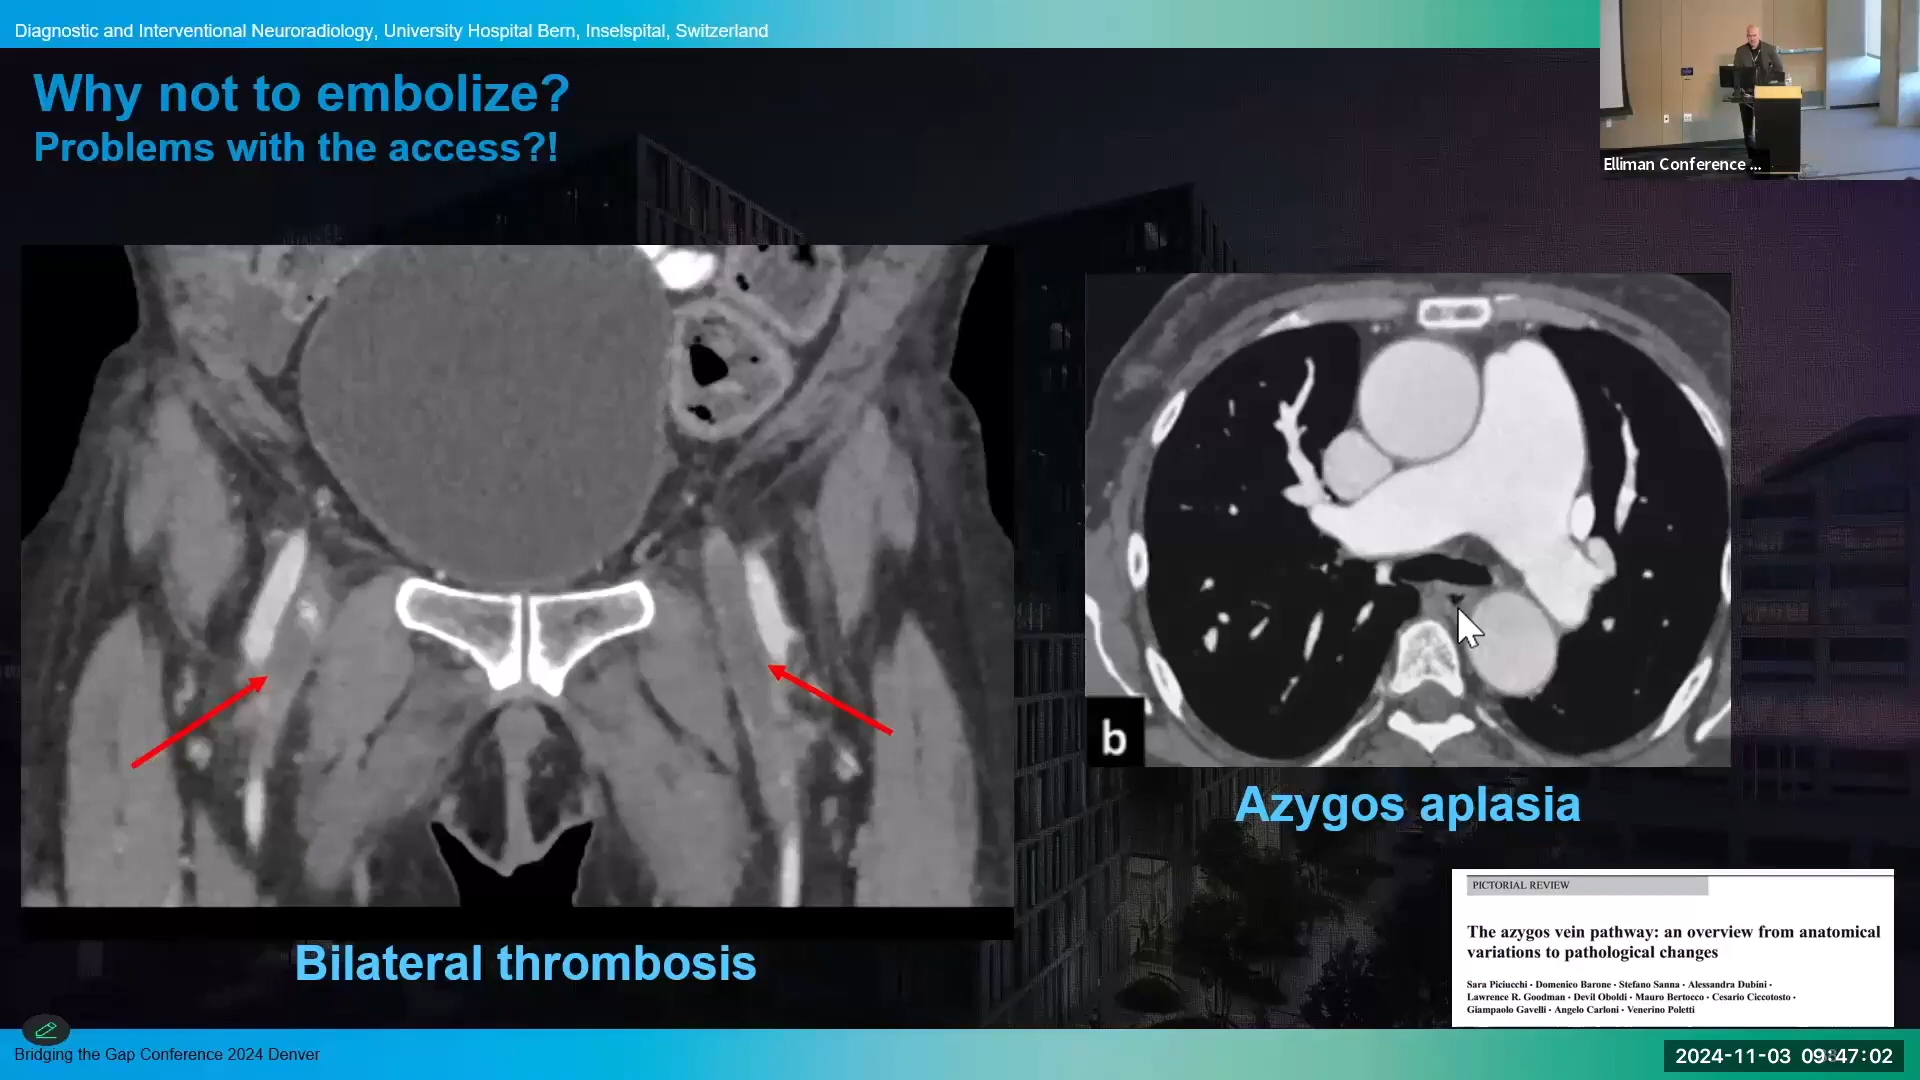 Diagnostic and Interventional Neuroradiology, University Hospital Bern, Inselspital, Switzerland
Why not to embolize?
Problems with the access?!
Elliman Conference ...
b
Azygos aplasia
Bilateral thrombosis
PICTORIAL REVIEW
The azygos vein pathway: an overview from anatomical
variations to pathological changes
Sara Piciucchi · Domenico Barone · Stefano Sanna · Alessandra Dubini ·
Lawrence R. Goodman · Devil Oboldi · Mauro Bertocco · Cesario Ciccotosto ·
Giampaolo Gavelli · Angelo Carloni · Venerino Poletti
Bridging the Gap Conference 2024 Denver
2024-11-03 09:47:02